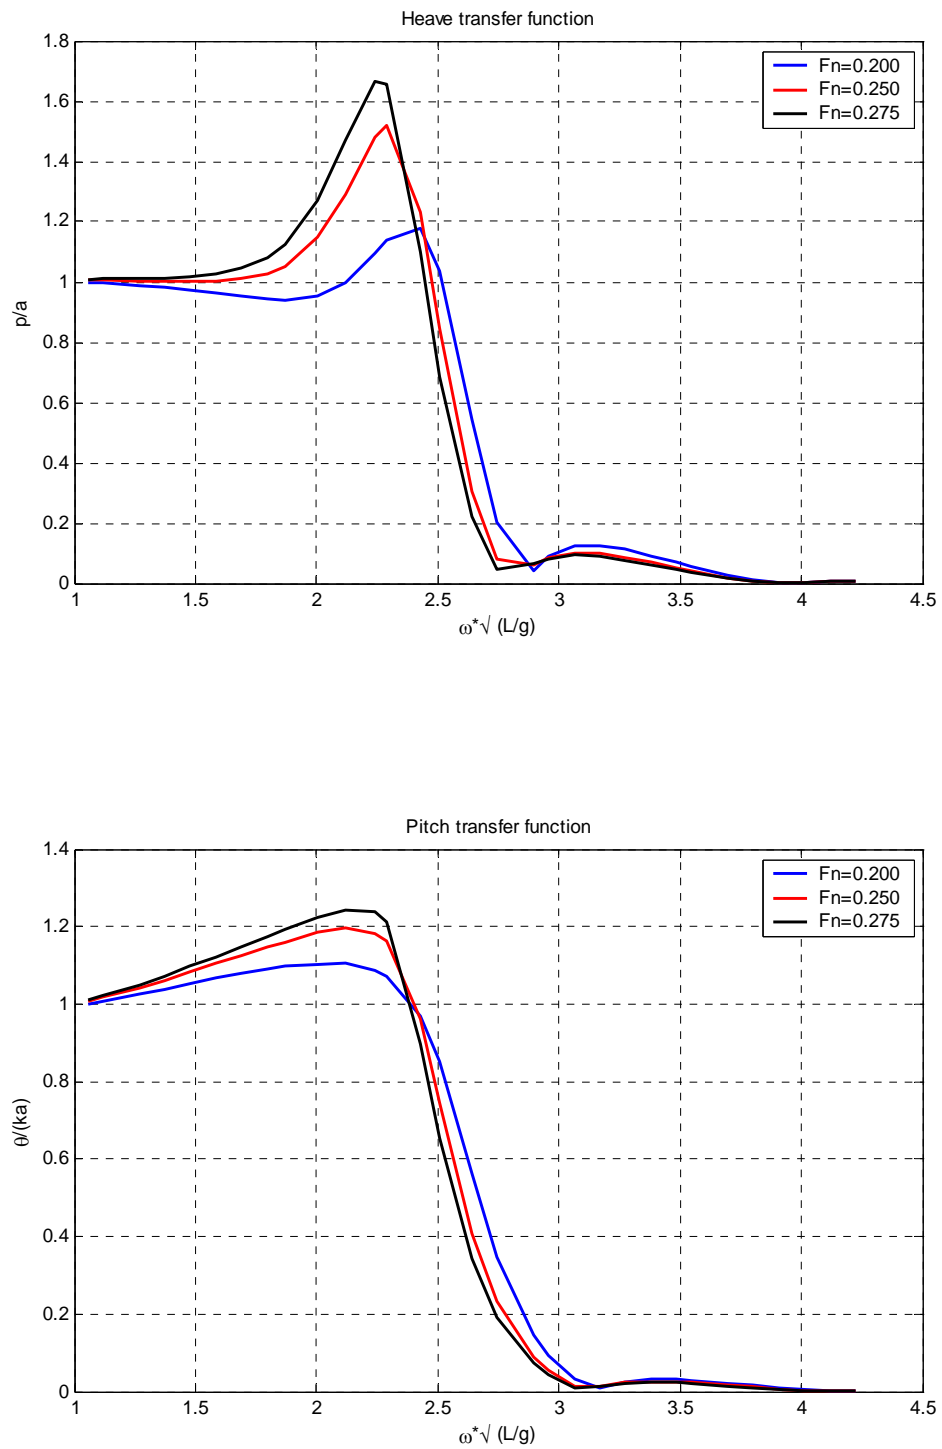 Heave transfer function
1.8
1.6
1.4
1.2
1
0.8
0.6
0.4
0.2
0
p/a
Fn=0.200
Fn=0.250
Fn=0.275
1 1.5 2 2.5 3 3.5 4 4.5
ω*√ (L/g)
Pitch transfer function
1.4
1.2
1
0.8
0.6
0.4
0.2
0
θ/(ka)
Fn=0.200
Fn=0.250
Fn=0.275
1 1.5 2 2.5 3 3.5 4 4.5
ω*√ (L/g)